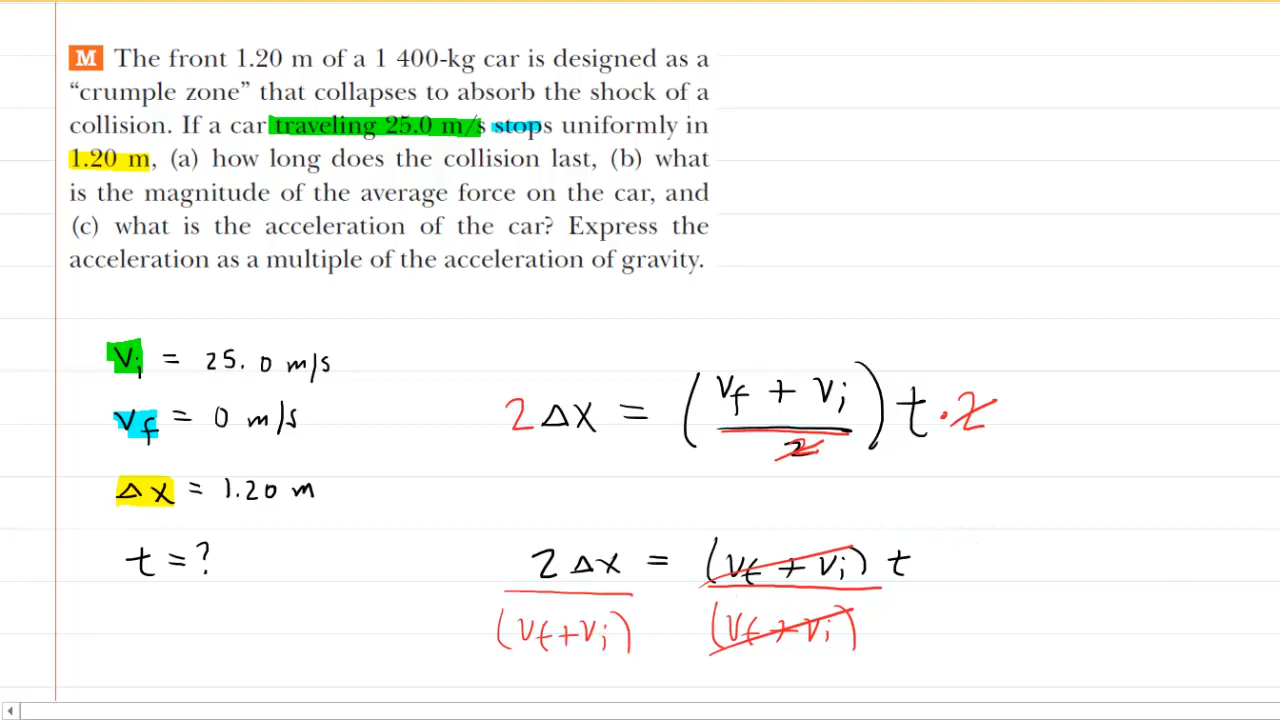 M The front 1.20 m of a 1 400-kg car is designed as a
“crumple zone” that collapses to absorb the shock of a
collision. If a car traveling 25.0 m/s stops uniformly in
1.20 m, (a) how long does the collision last, (b) what
is the magnitude of the average force on the car, and
(c) what is the acceleration of the car? Express the
acceleration as a multiple of the acceleration of gravity.
Vi = 25.0 m/s
Vf = 0 m/s
Δx = 1.20 m
t = ?
2Δx = (Vf + Vi / 2) t · 2
2Δx = (Vf + Vi) t
(Vf+Vi) (Vf+Vi)